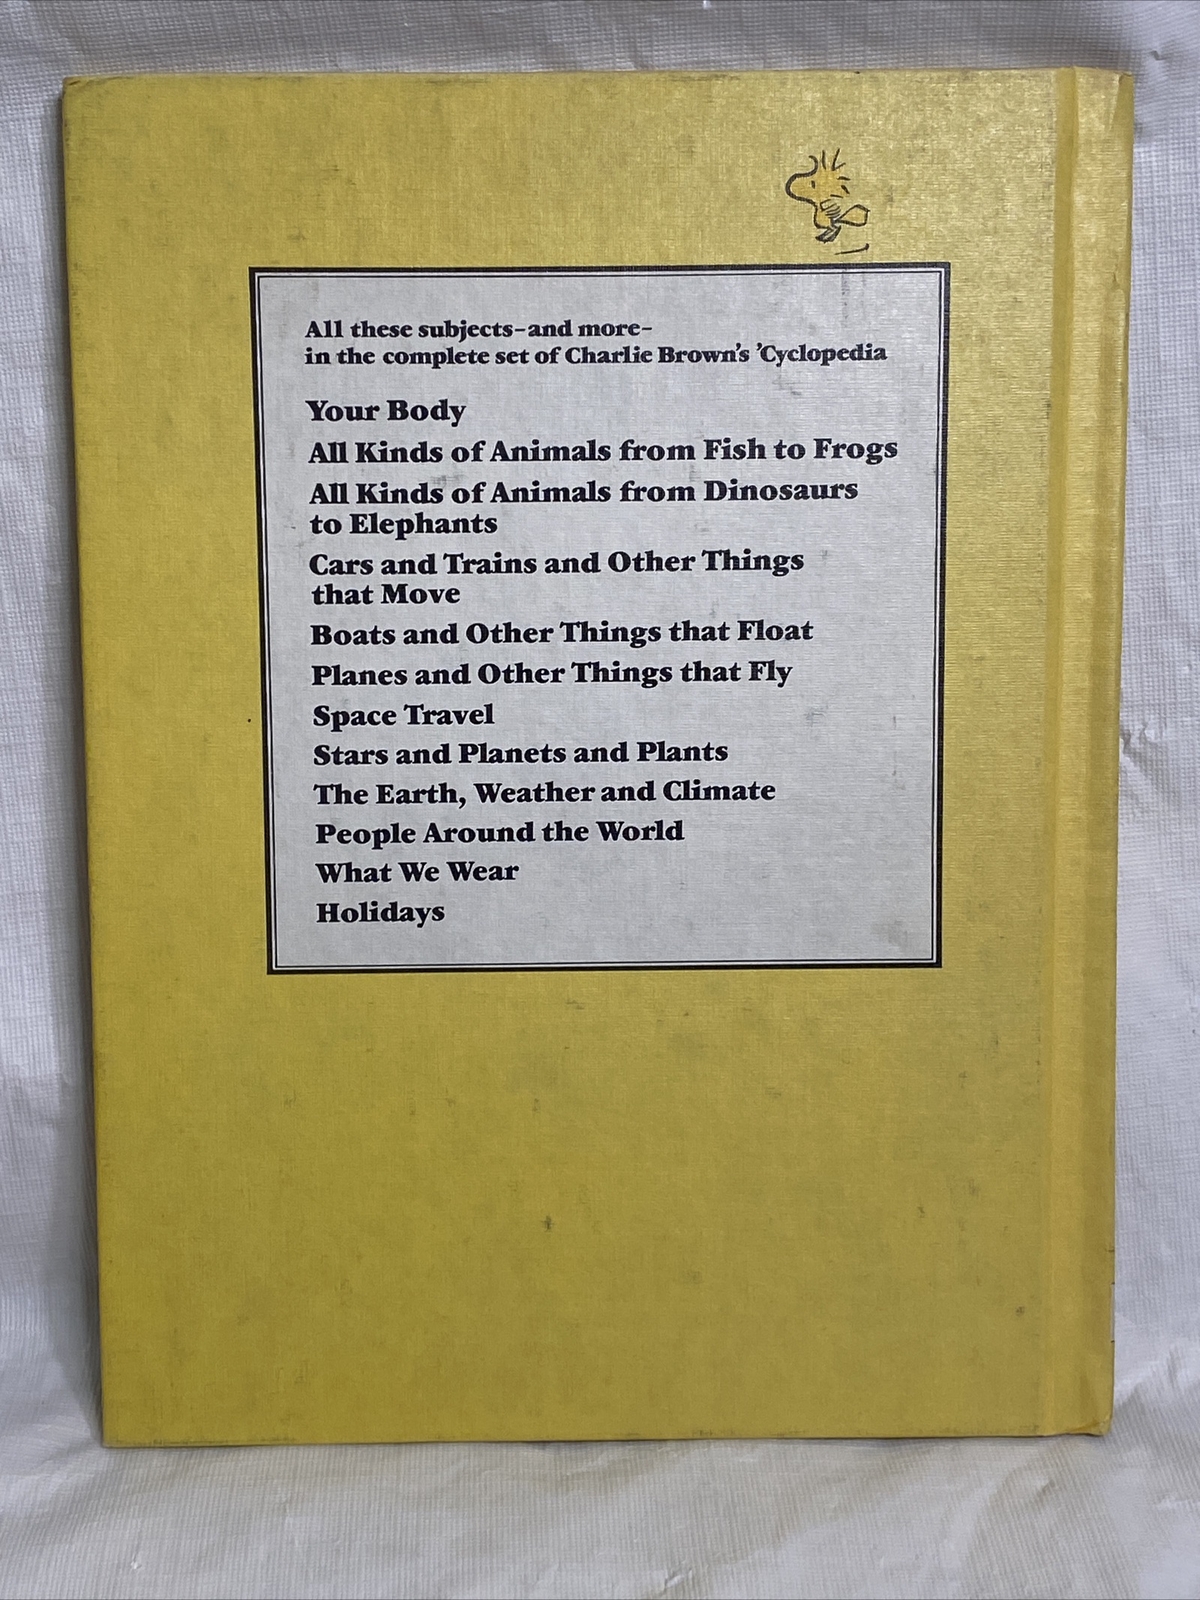 All these subjects–and more–
in the complete set of Charlie Brown's 'Cyclopedia
Your Body
All Kinds of Animals from Fish to Frogs
All Kinds of Animals from Dinosaurs
to Elephants
Cars and Trains and Other Things
that Move
Boats and Other Things that Float
Planes and Other Things that Fly
Space Travel
Stars and Planets and Plants
The Earth, Weather and Climate
People Around the World
What We Wear
Holidays